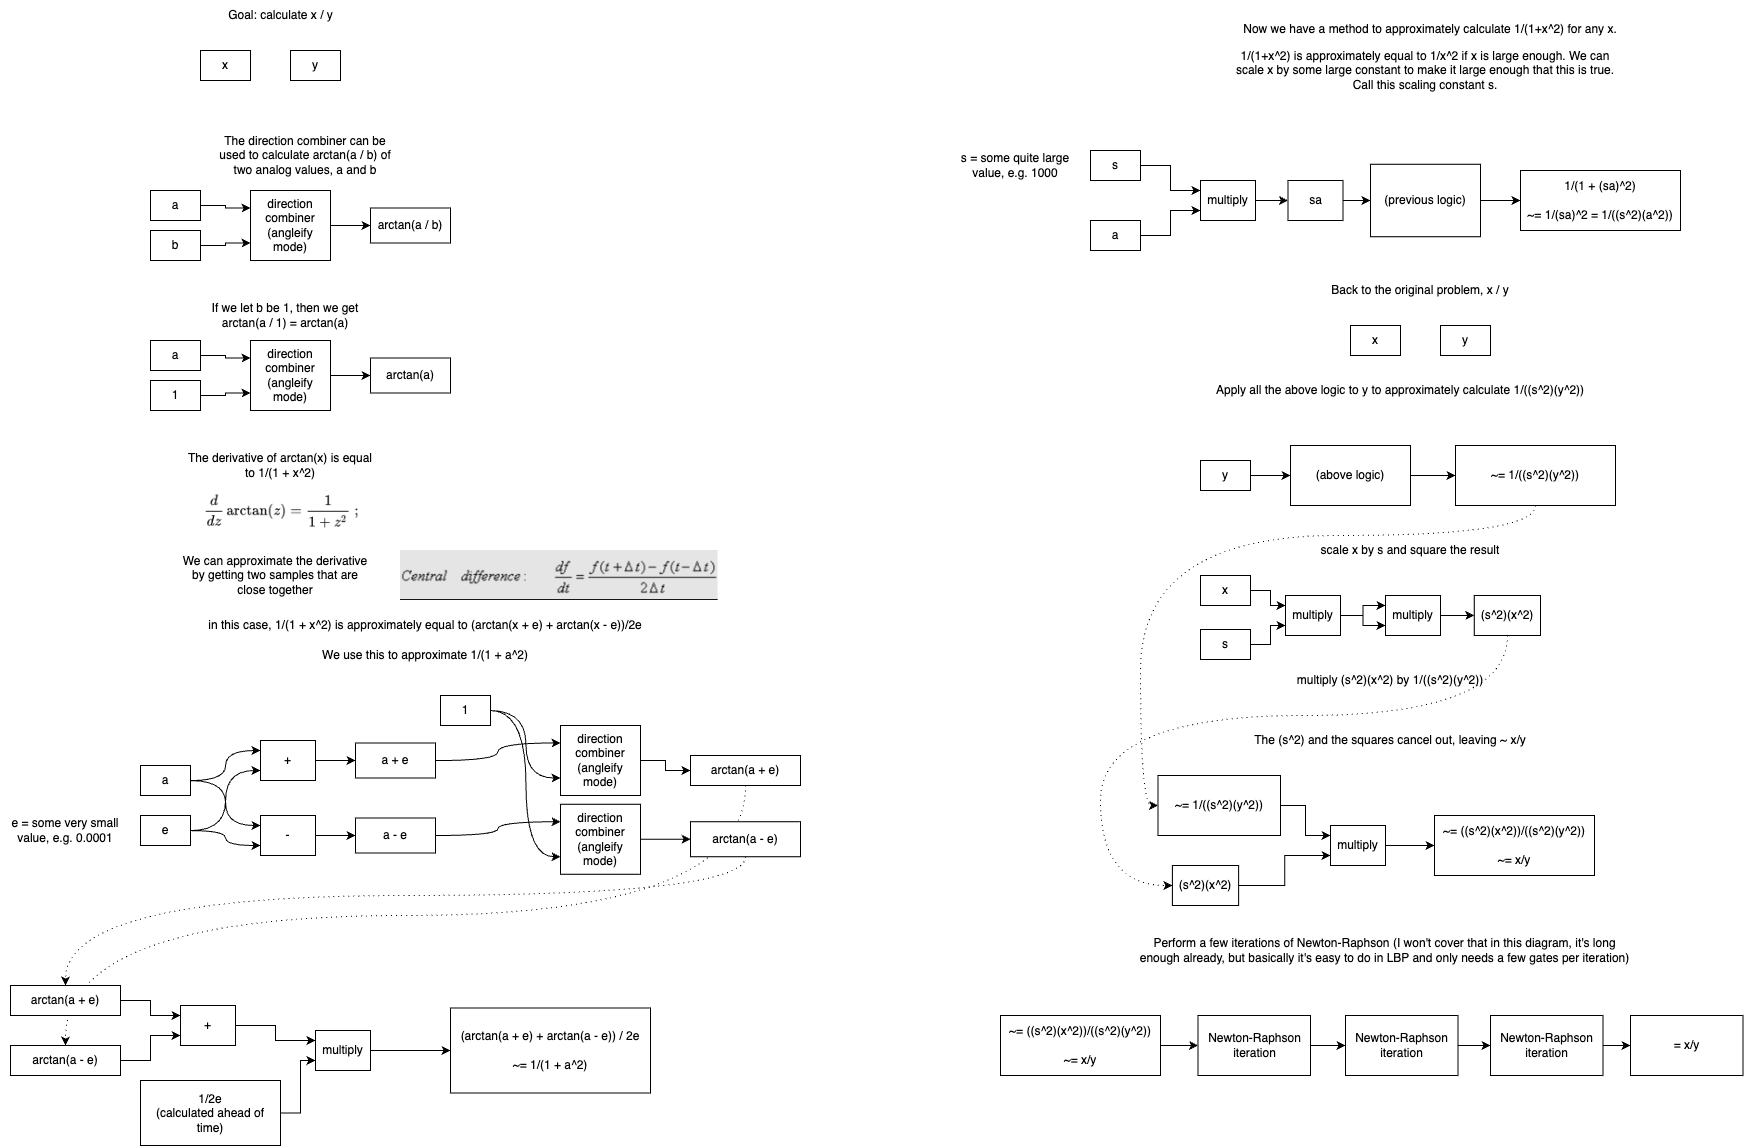 Goal: calculate x / y
x
y
The direction combiner can be
used to calculate arctan(a / b) of
two analog values, a and b
a
b
direction
combiner
(angleify
mode)
arctan(a / b)
If we let b be 1, then we get
arctan(a / 1) = arctan(a)
a
1
direction
combiner
(angleify
mode)
arctan(a)
The derivative of arctan(x) is equal
to 1/(1 + x^2)
d/dz arctan(z) = 1/(1 + z²) ;
We can approximate the derivative
by getting two samples that are
close together
Central difference: df/dt = f(t+Δt)−f(t−Δt)/2Δt
in this case, 1/(1 + x^2) is approximately equal to (arctan(x + e) + arctan(x - e))/2e
We use this to approximate 1/(1 + a^2)
1
a
e
e = some very small
value, e.g. 0.0001
+
-
a + e
a - e
direction
combiner
(angleify
mode)
direction
combiner
(angleify
mode)
arctan(a + e)
arctan(a - e)
arctan(a + e)
arctan(a - e)
+
1/2e
(calculated ahead of
time)
multiply
(arctan(a + e) + arctan(a - e)) / 2e
~= 1/(1 + a^2)
Now we have a method to approximately calculate 1/(1+x^2) for any x.
1/(1+x^2) is approximately equal to 1/x^2 if x is large enough. We can
scale x by some large constant to make it large enough that this is true.
Call this scaling constant s.
s = some quite large
value, e.g. 1000
s
a
multiply
sa
(previous logic)
1/(1 + (sa)^2)
~= 1/(sa)^2 = 1/((s^2)(a^2))
Back to the original problem, x / y
x
y
Apply all the above logic to y to approximately calculate 1/((s^2)(y^2))
y
(above logic)
~= 1/((s^2)(y^2))
scale x by s and square the result
x
s
multiply
multiply
(s^2)(x^2)
multiply (s^2)(x^2) by 1/((s^2)(y^2))
The (s^2) and the squares cancel out, leaving ~ x/y
~= 1/((s^2)(y^2))
(s^2)(x^2)
multiply
~= ((s^2)(x^2))/((s^2)(y^2))
~= x/y
Perform a few iterations of Newton-Raphson (I won't cover that in this diagram, it's long
enough already, but basically it's easy to do in LBP and only needs a few gates per iteration)
~= ((s^2)(x^2))/((s^2)(y^2))
~= x/y
Newton-Raphson
iteration
Newton-Raphson
iteration
Newton-Raphson
iteration
= x/y